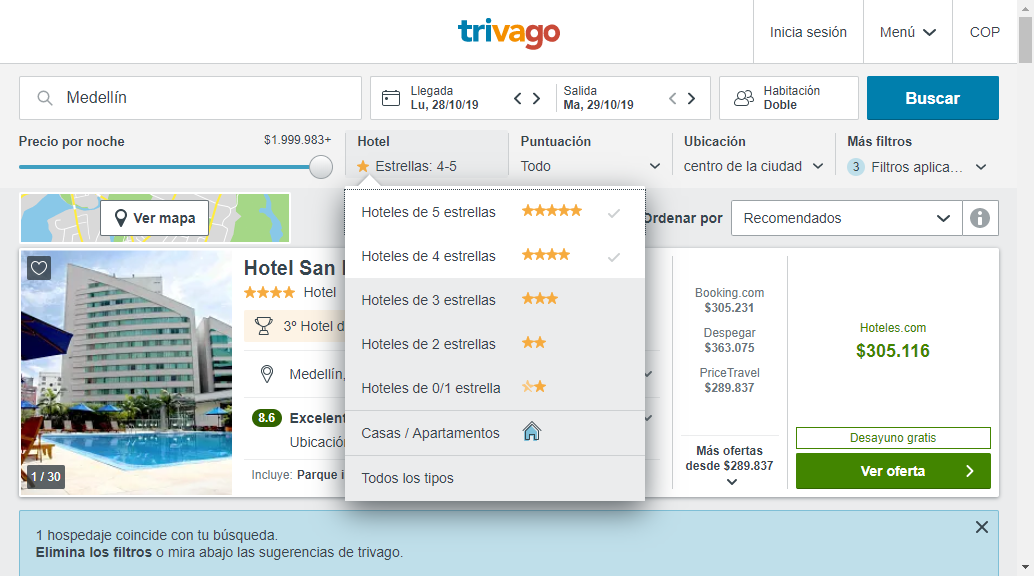 trivago
Inicia sesión
Menú
COP
Medellín
Llegada
Lu, 28/10/19
Salida
Ma, 29/10/19
Habitación
Doble
Buscar
Precio por noche
$1.999.983+
Hotel
Estrellas: 4-5
Puntuación
Todo
Ubicación
centro de la ciudad
Más filtros
3 Filtros aplica...
Ver mapa
Hoteles de 5 estrellas
Hoteles de 4 estrellas
Hoteles de 3 estrellas
Hoteles de 2 estrellas
Hoteles de 0/1 estrella
Casas / Apartamentos
Todos los tipos
Ordenar por
Recomendados
Hotel San
Hotel
3º Hotel d
Medellín,
8.6 Excelent
Ubicació
Incluye: Parque i
1 / 30
Booking.com
$305.231
Despegar
$363.075
PriceTravel
$289.837
Más ofertas
desde $289.837
Hoteles.com
$305.116
Desayuno gratis
Ver oferta
1 hospedaje coincide con tu búsqueda.
Elimina los filtros o mira abajo las sugerencias de trivago.